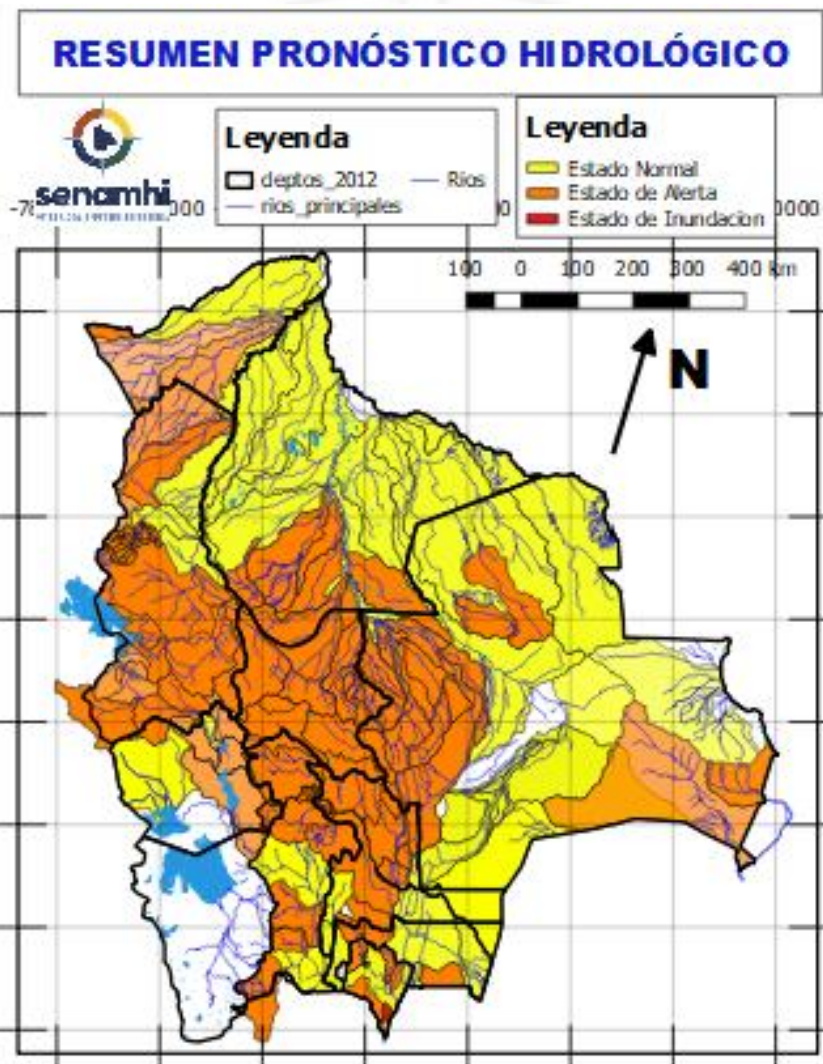 RESUMEN PRONÓSTICO HIDROLÓGICO
senamhi
Leyenda
deptos_2012
Rios
rios_principales
Leyenda
Estado Normal
Estado de Alerta
Estado de Inundacion
100 0 100 200 300 400 km
N